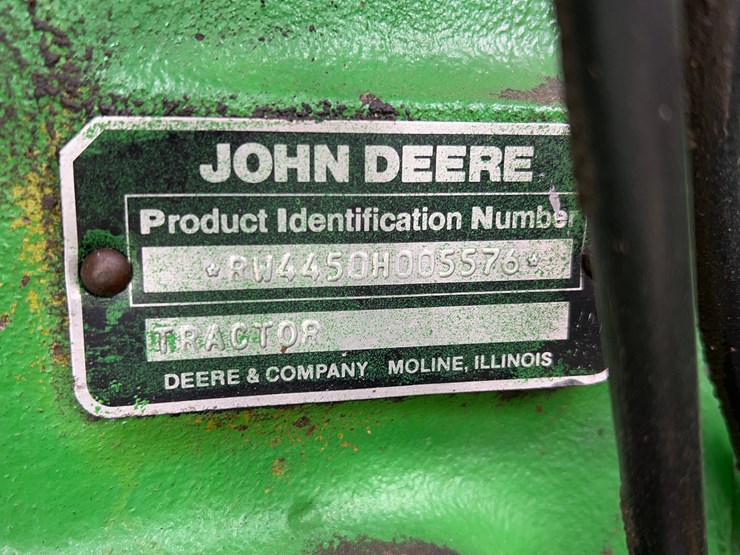 JOHN DEERE
Product Identification Number
*RW4450H005576*
TRACTOR
DEERE & COMPANY MOLINE, ILLINOIS